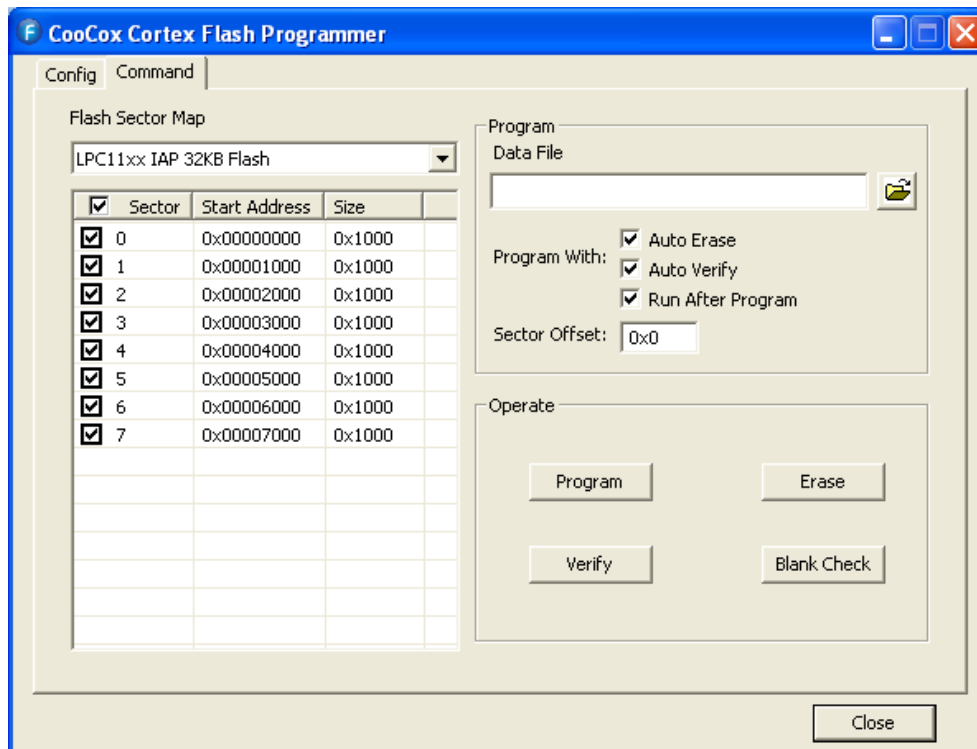 CooCox Cortex Flash Programmer
Config Command
Flash Sector Map
LPC11xx IAP 32KB Flash
Sector Start Address Size
0 0x00000000 0x1000
1 0x00001000 0x1000
2 0x00002000 0x1000
3 0x00003000 0x1000
4 0x00004000 0x1000
5 0x00005000 0x1000
6 0x00006000 0x1000
7 0x00007000 0x1000
Program
Data File
Program With:
Auto Erase
Auto Verify
Run After Program
Sector Offset: 0x0
Operate
Program Erase
Verify Blank Check
Close